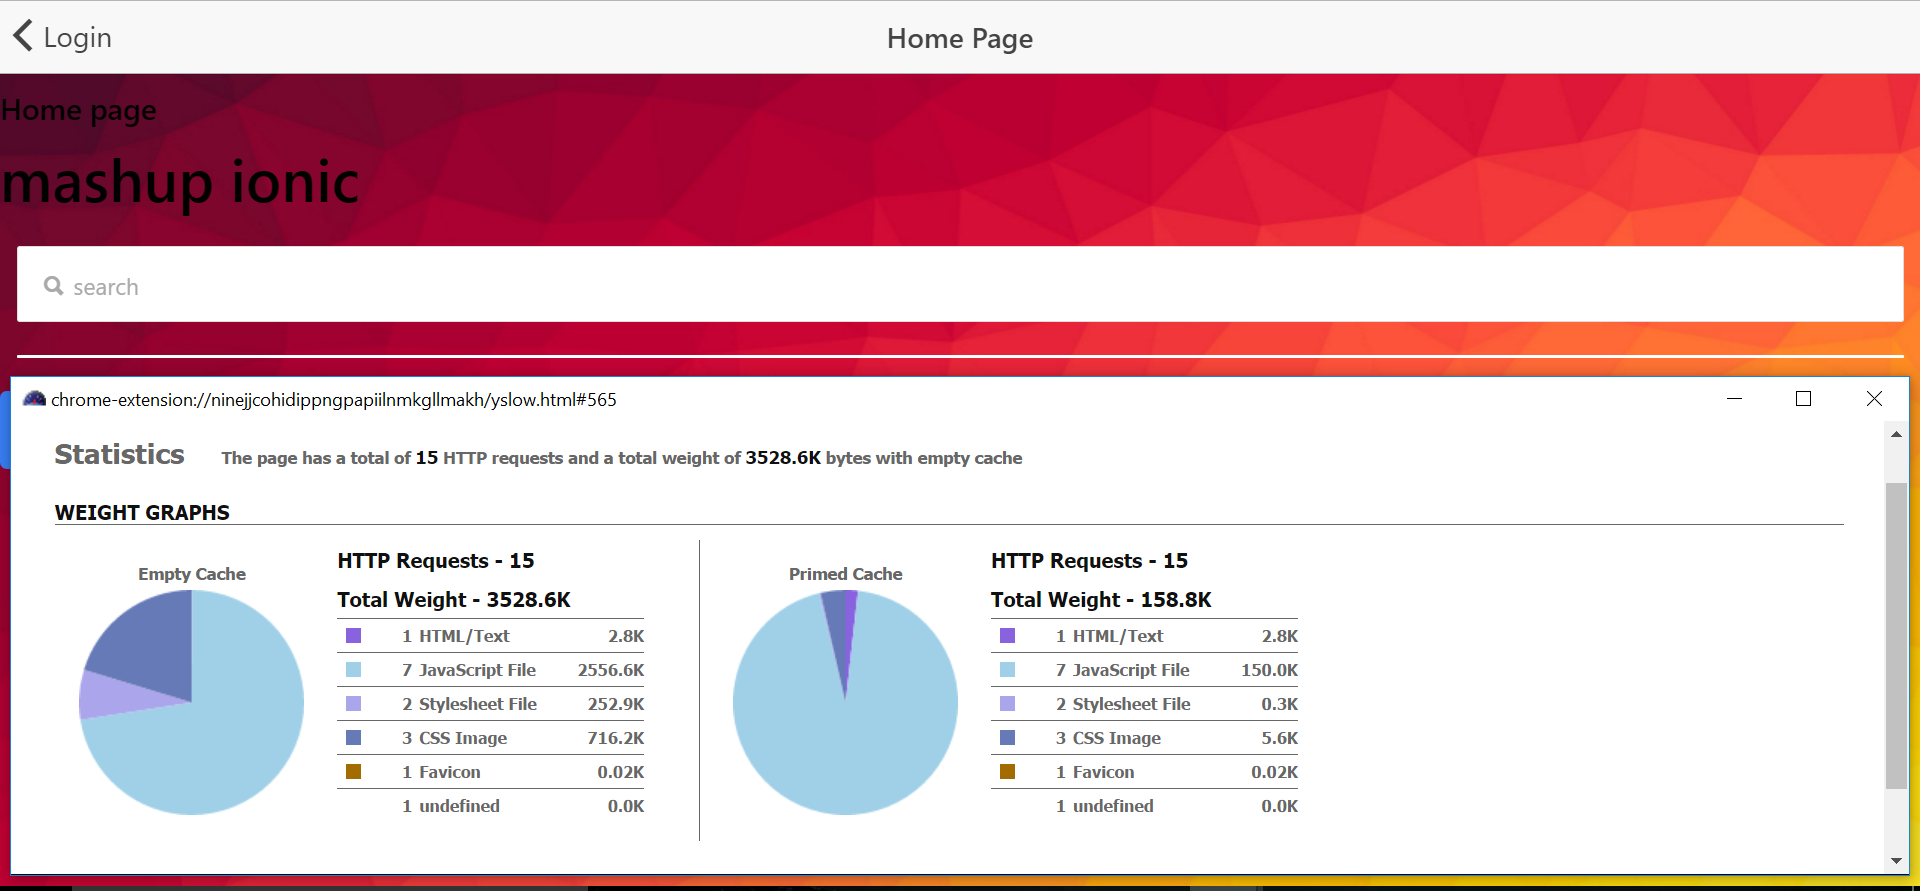 Login
Home Page
Home page
mashup ionic
search
chrome-extension://ninejjcohidippngpapiilnmkgllmakh/yslow.html#565
Statistics The page has a total of 15 HTTP requests and a total weight of 3528.6K bytes with empty cache
WEIGHT GRAPHS
Empty Cache
HTTP Requests - 15
Total Weight - 3528.6K
1 HTML/Text 2.8K
7 JavaScript File 2556.6K
2 Stylesheet File 252.9K
3 CSS Image 716.2K
1 Favicon 0.02K
1 undefined 0.0K
Primed Cache
HTTP Requests - 15
Total Weight - 158.8K
1 HTML/Text 2.8K
7 JavaScript File 150.0K
2 Stylesheet File 0.3K
3 CSS Image 5.6K
1 Favicon 0.02K
1 undefined 0.0K